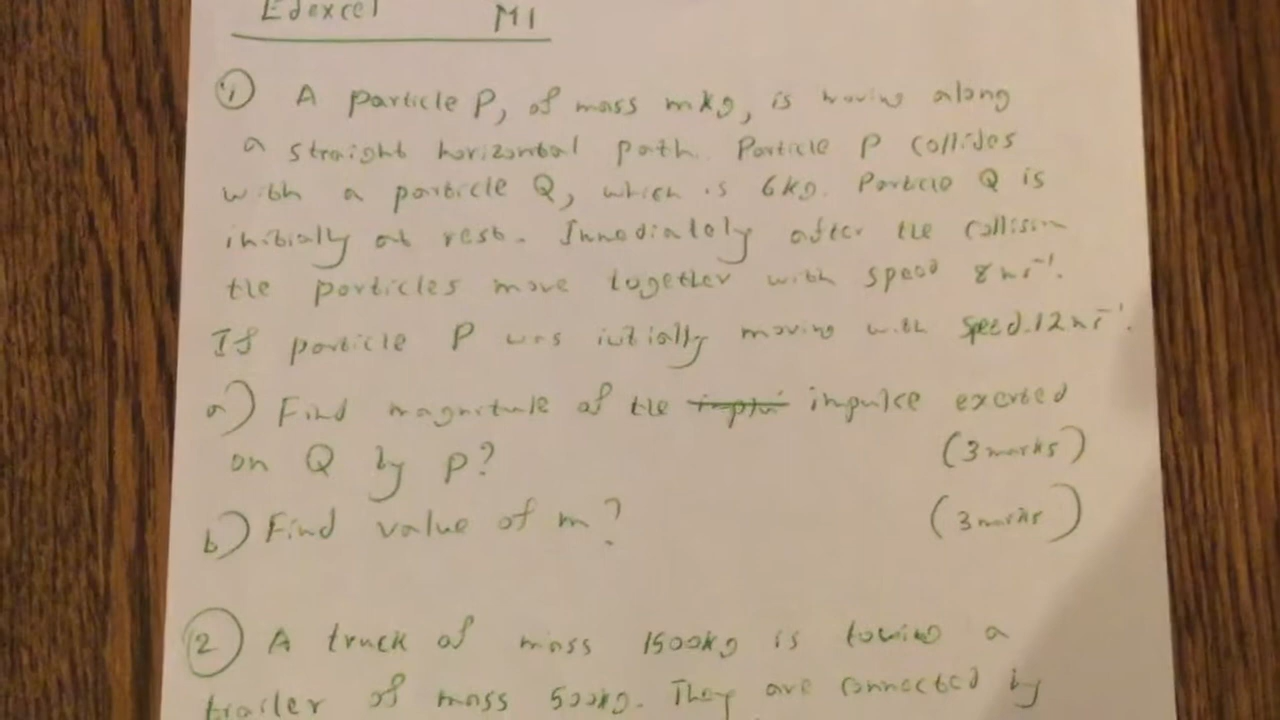 Edexcel M1
① A particle P, of mass m kg, is moving along
a straight horizontal path. Particle P collides
with a particle Q, which is 6kg. Particle Q is
initially at rest. Immediately after the collision
the particles move together with speed 8ms⁻¹.
If particle P was initially moving with speed.12ms⁻¹.
a) Find magnitude of the impulse exerted
on Q by P? (3 marks)
b) Find value of m? (3 marks)
② A truck of mass 1500kg is towing a
trailer of mass 500kg. They are connected by